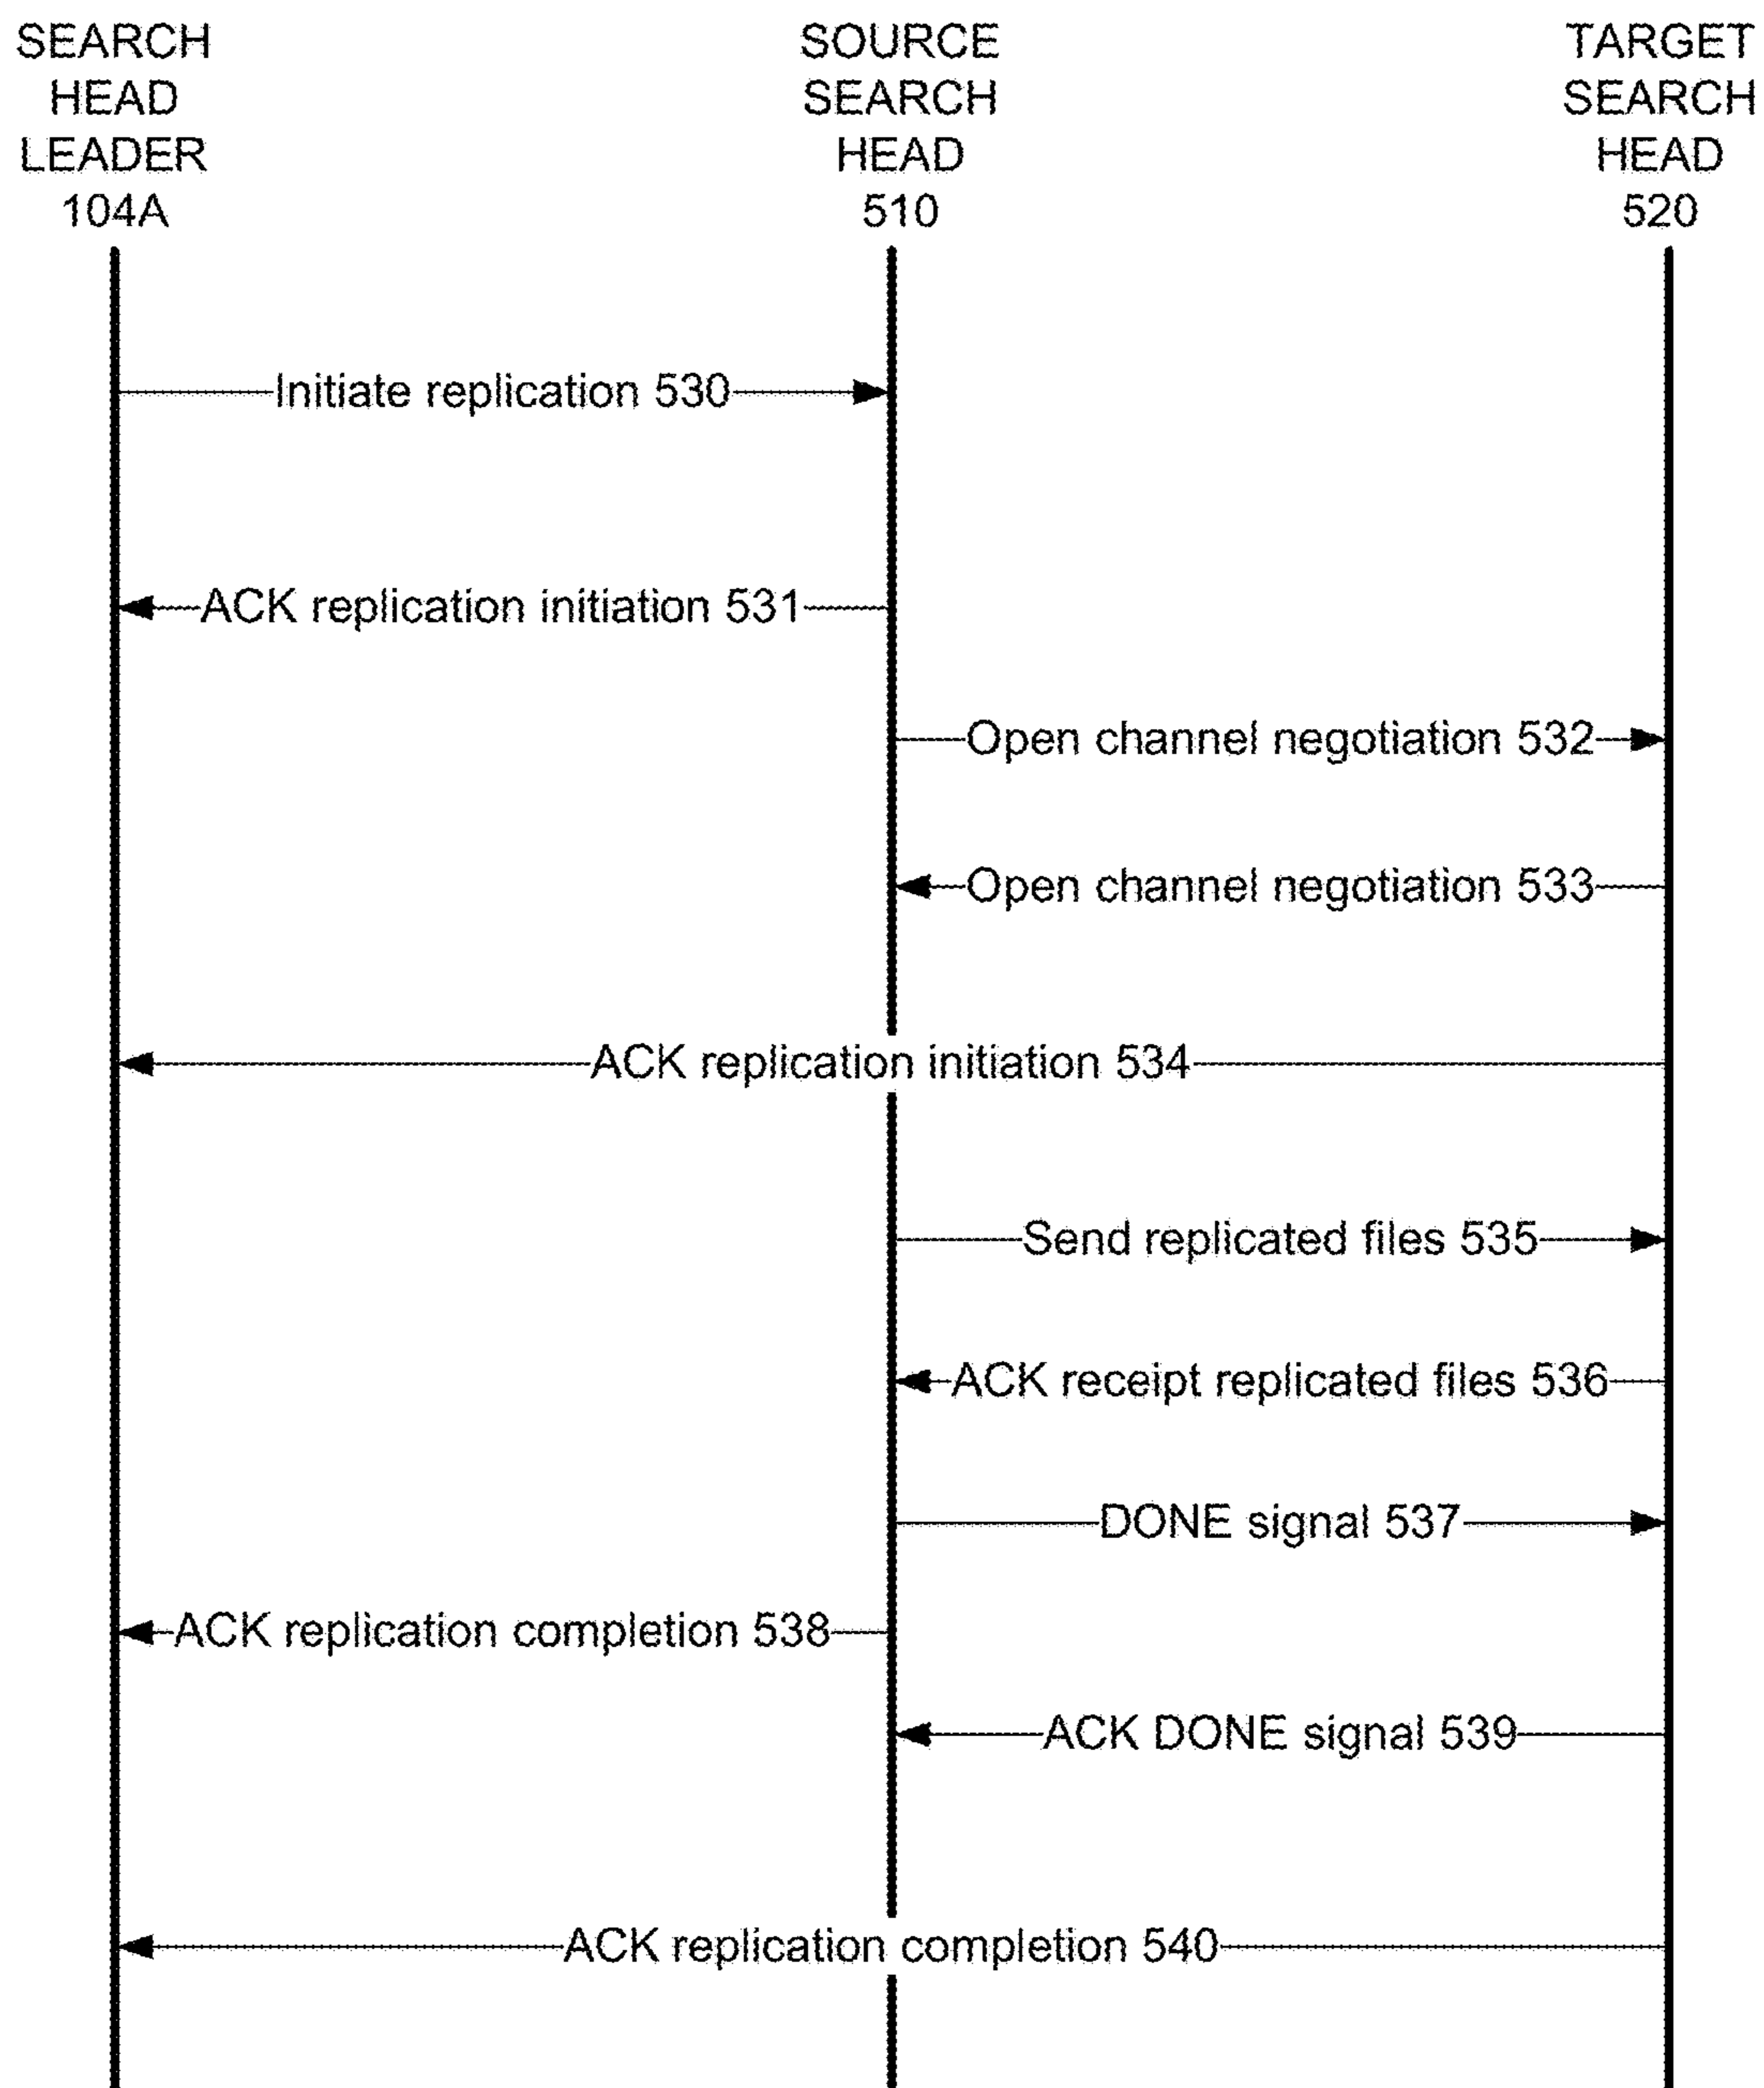 SEARCH
HEAD
LEADER
104A
SOURCE
SEARCH
HEAD
510
TARGET
SEARCH
HEAD
520
Initiate replication 530
ACK replication initiation 531
Open channel negotiation 532
Open channel negotiation 533
ACK replication initiation 534
Send replicated files 535
ACK receipt replicated files 536
DONE signal 537
ACK replication completion 538
ACK DONE signal 539
ACK replication completion 540